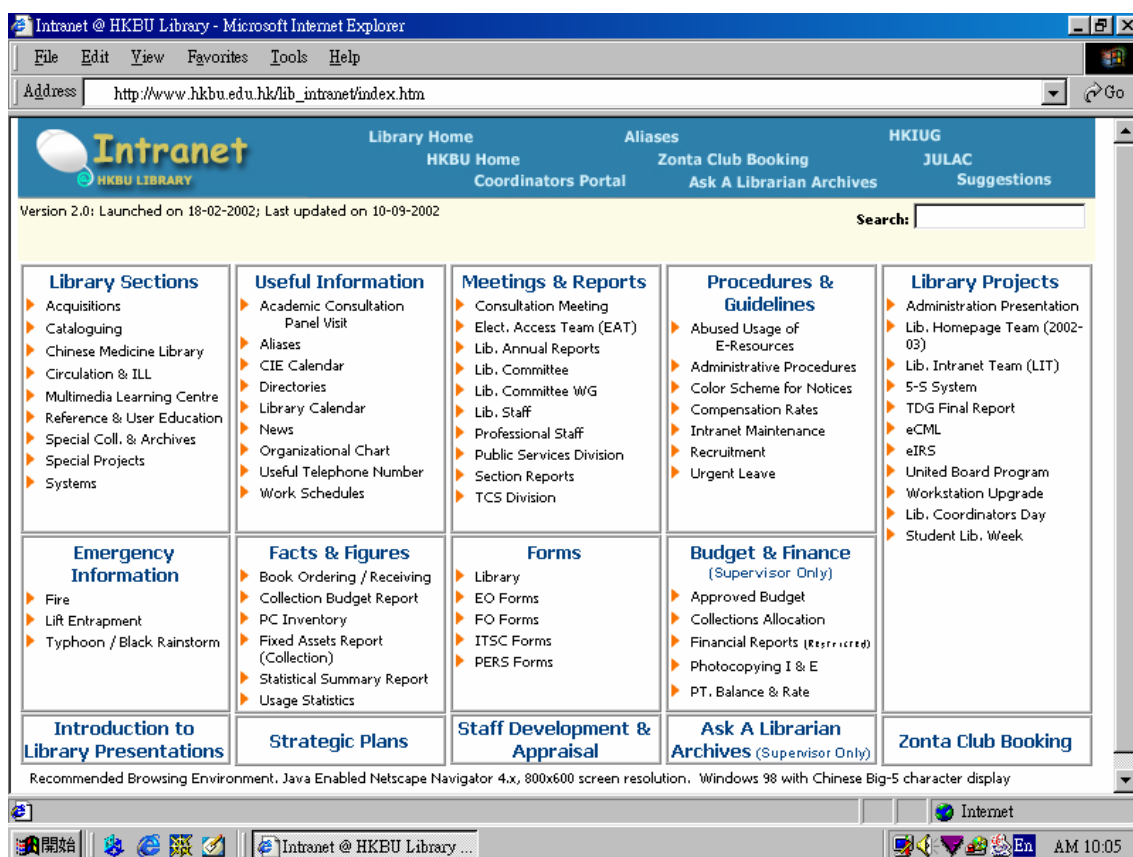 Intranet @ HKBU Library - Microsoft Internet Explorer
File Edit View Favorites Tools Help
Address http://www.hkbu.edu.hk/lib_intranet/index.htm Go
Intranet
HKBU LIBRARY
Library Home Aliases HKIUG
HKBU Home Zonta Club Booking JULAC
Coordinators Portal Ask A Librarian Archives Suggestions
Version 2.0: Launched on 18-02-2002; Last updated on 10-09-2002
Search:
Library Sections
Acquisitions
Cataloguing
Chinese Medicine Library
Circulation & ILL
Multimedia Learning Centre
Reference & User Education
Special Coll. & Archives
Special Projects
Systems
Useful Information
Academic Consultation
Panel Visit
Aliases
CIE Calendar
Directories
Library Calendar
News
Organizational Chart
Useful Telephone Number
Work Schedules
Meetings & Reports
Consultation Meeting
Elect. Access Team (EAT)
Lib. Annual Reports
Lib. Committee
Lib. Committee WG
Lib. Staff
Professional Staff
Public Services Division
Section Reports
TCS Division
Procedures &
Guidelines
Abused Usage of
E-Resources
Administrative Procedures
Color Scheme for Notices
Compensation Rates
Intranet Maintenance
Recruitment
Urgent Leave
Library Projects
Administration Presentation
Lib. Homepage Team (2002-
03)
Lib. Intranet Team (LIT)
5-S System
TDG Final Report
eCML
eIRS
United Board Program
Workstation Upgrade
Lib. Coordinators Day
Student Lib. Week
Emergency
Information
Fire
Lift Entrapment
Typhoon / Black Rainstorm
Facts & Figures
Book Ordering / Receiving
Collection Budget Report
PC Inventory
Fixed Assets Report
(Collection)
Statistical Summary Report
Usage Statistics
Forms
Library
EO Forms
FO Forms
ITSC Forms
PERS Forms
Budget & Finance
(Supervisor Only)
Approved Budget
Collections Allocation
Financial Reports (Restricted)
Photocopying I & E
PT. Balance & Rate
Introduction to
Library Presentations
Strategic Plans
Staff Development &
Appraisal
Ask A Librarian
Archives (Supervisor Only)
Zonta Club Booking
Recommended Browsing Environment. Java Enabled Netscape Navigator 4.x, 800x600 screen resolution. Windows 98 with Chinese Big-5 character display
Internet
開始 Intranet @ HKBU Library ... En AM 10:05